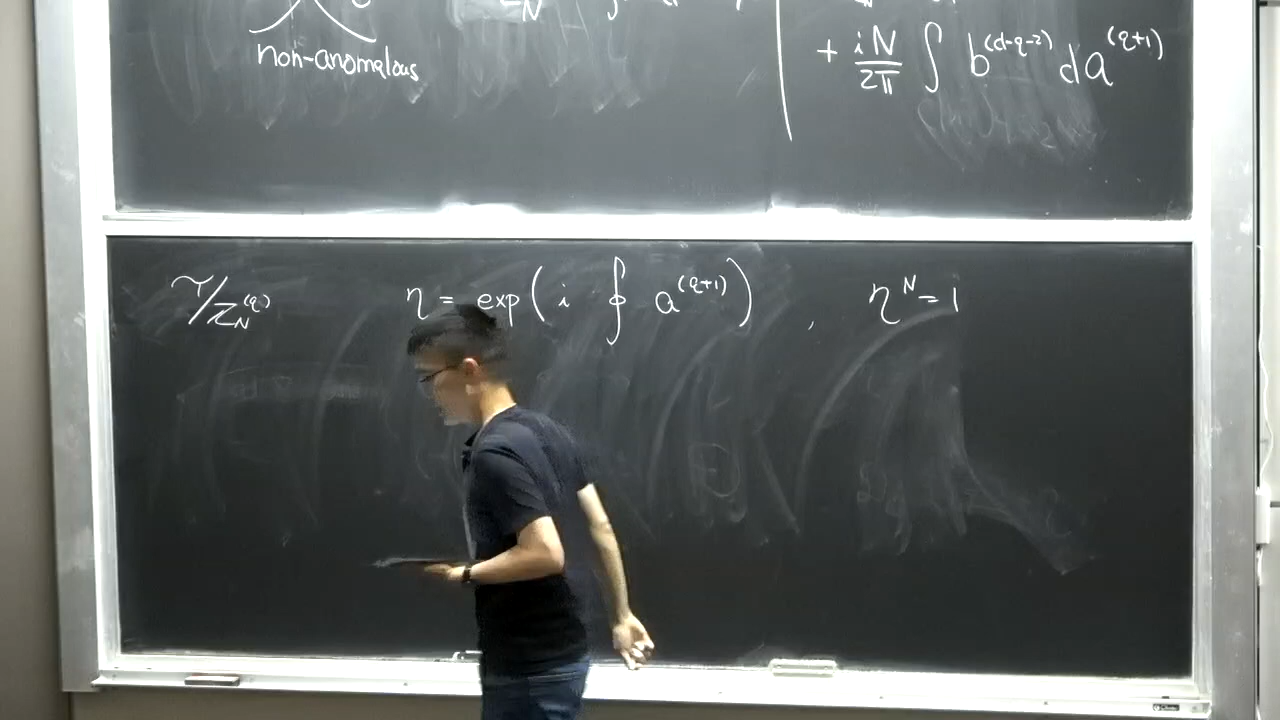 non-anomalous
+ iN/2π ∫ b^(d-q-2) da^(q+1)
𝒯/ℤ_N^(q) η = exp( i ∮ a^(q+1) ) , η^N = 1